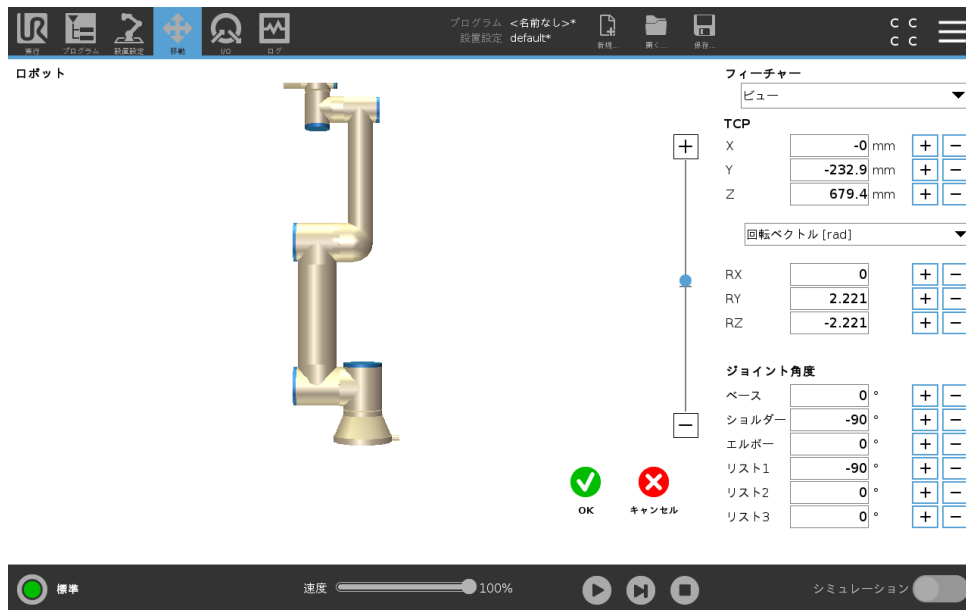 UR
実行
プログラム
設置設定
移動
I/O
ログ
プログラム <名前なし>*
設置設定 default*
新規...
開く...
保存...
C C
C C
ロボット
フィーチャー
ビュー
TCP
X -0 mm + −
Y -232.9 mm + −
Z 679.4 mm + −
回転ベクトル [rad]
RX 0 + −
RY 2.221 + −
RZ -2.221 + −
ジョイント角度
ベース 0 ° + −
ショルダー -90 ° + −
エルボー 0 ° + −
リスト1 -90 ° + −
リスト2 0 ° + −
リスト3 0 ° + −
OK
キャンセル
標準
速度 100%
シミュレーション